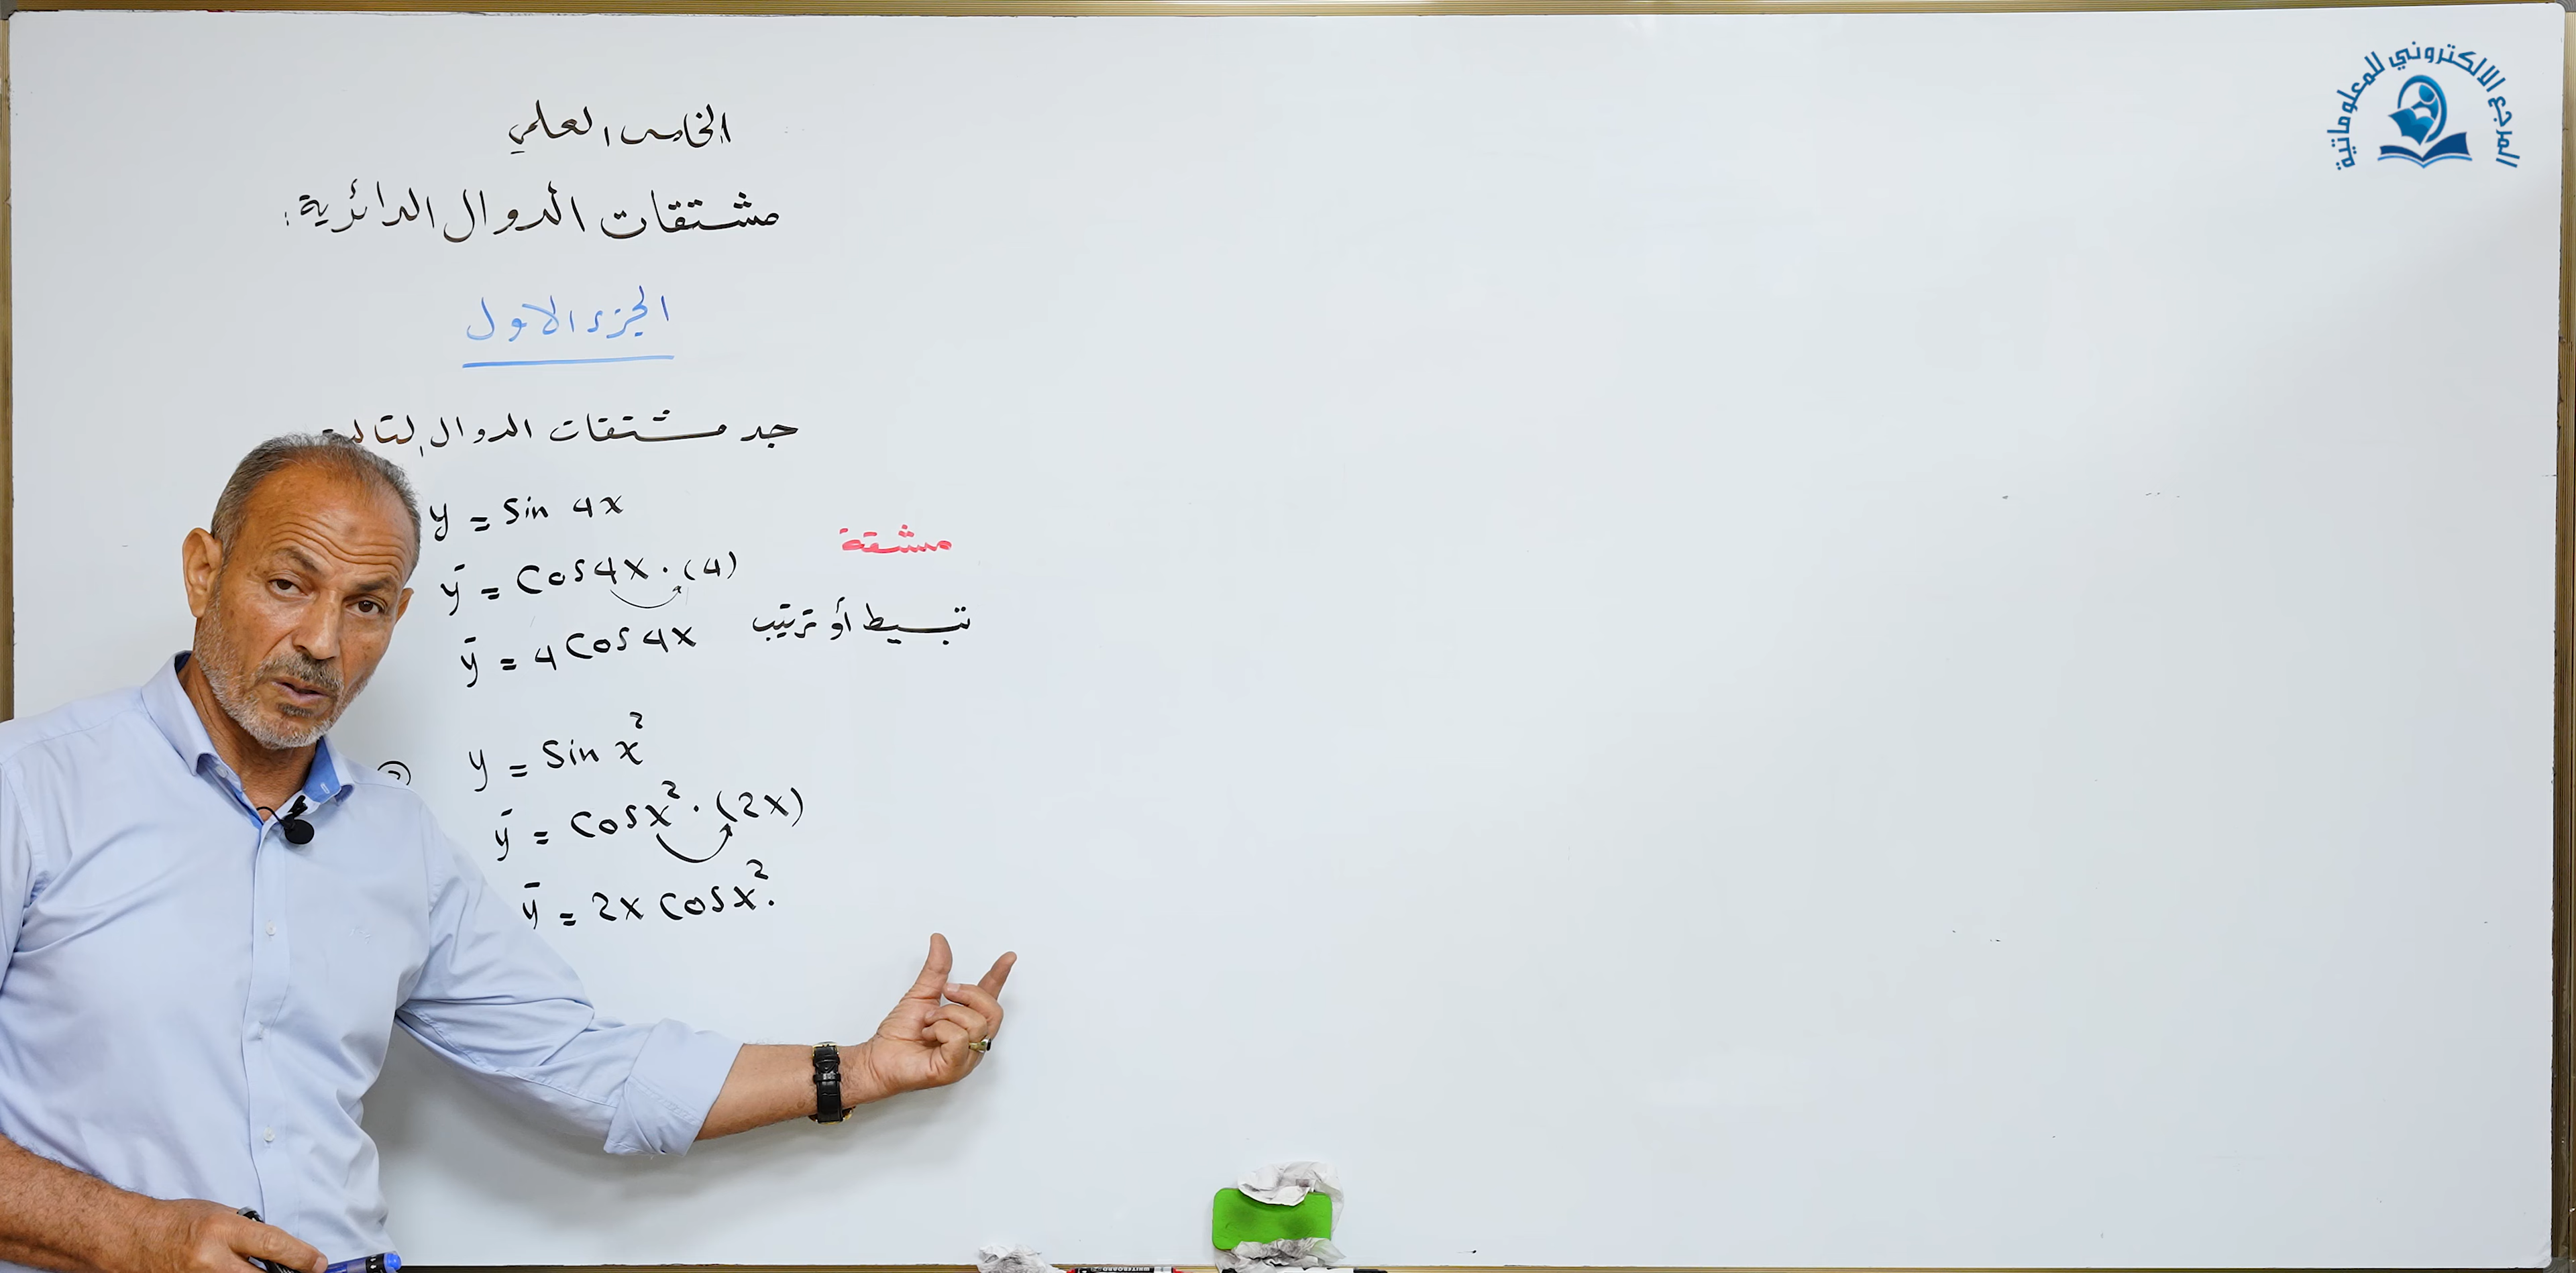 المرجع الالكتروني للمعلوماتية
الخامس العلمي
مشتقات الدوال الدائرية:
الجزء الاول
جد مشتقات الدوال التالية
y = Sin 4x
ȳ = Cos 4x · (4)
مشتقة
ȳ = 4 Cos 4x
تبسيط أو ترتيب
② y = Sin x²
ȳ = Cos x² · (2x)
ȳ = 2x Cos x².